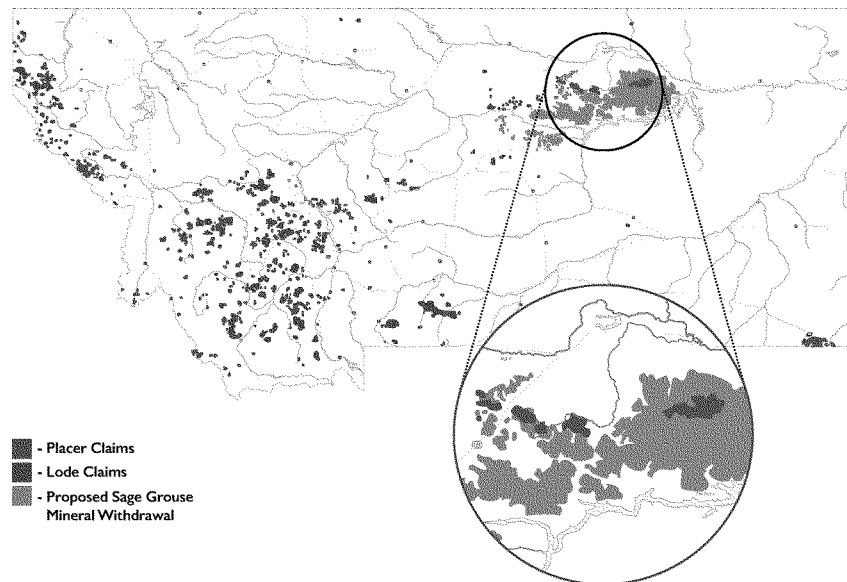 - Placer Claims
- Lode Claims
- Proposed Sage Grouse
Mineral Withdrawal